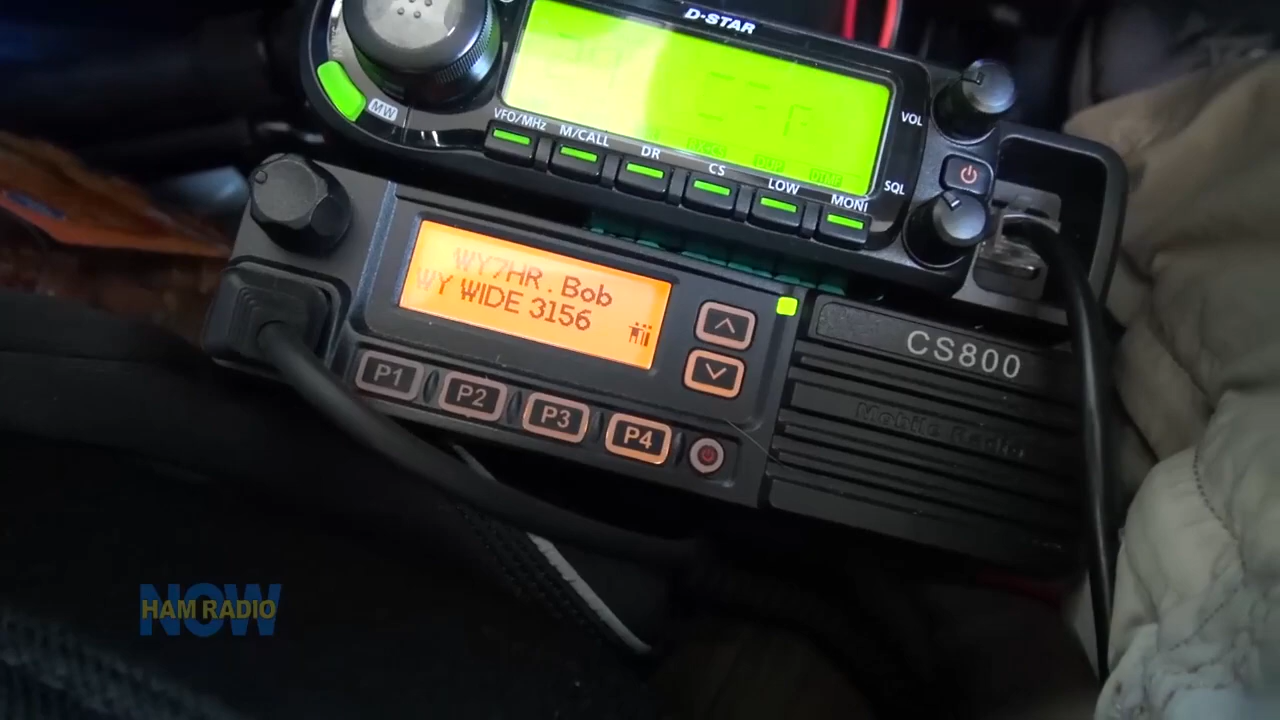 D-STAR
MW
VFO/MHz
M/CALL
DR
CS
LOW
MONI
VOL
SQL
WY7HR . Bob
WY WIDE 3156
P1
P2
P3
P4
CS800
Mobile Radio
NOW
HAM RADIO